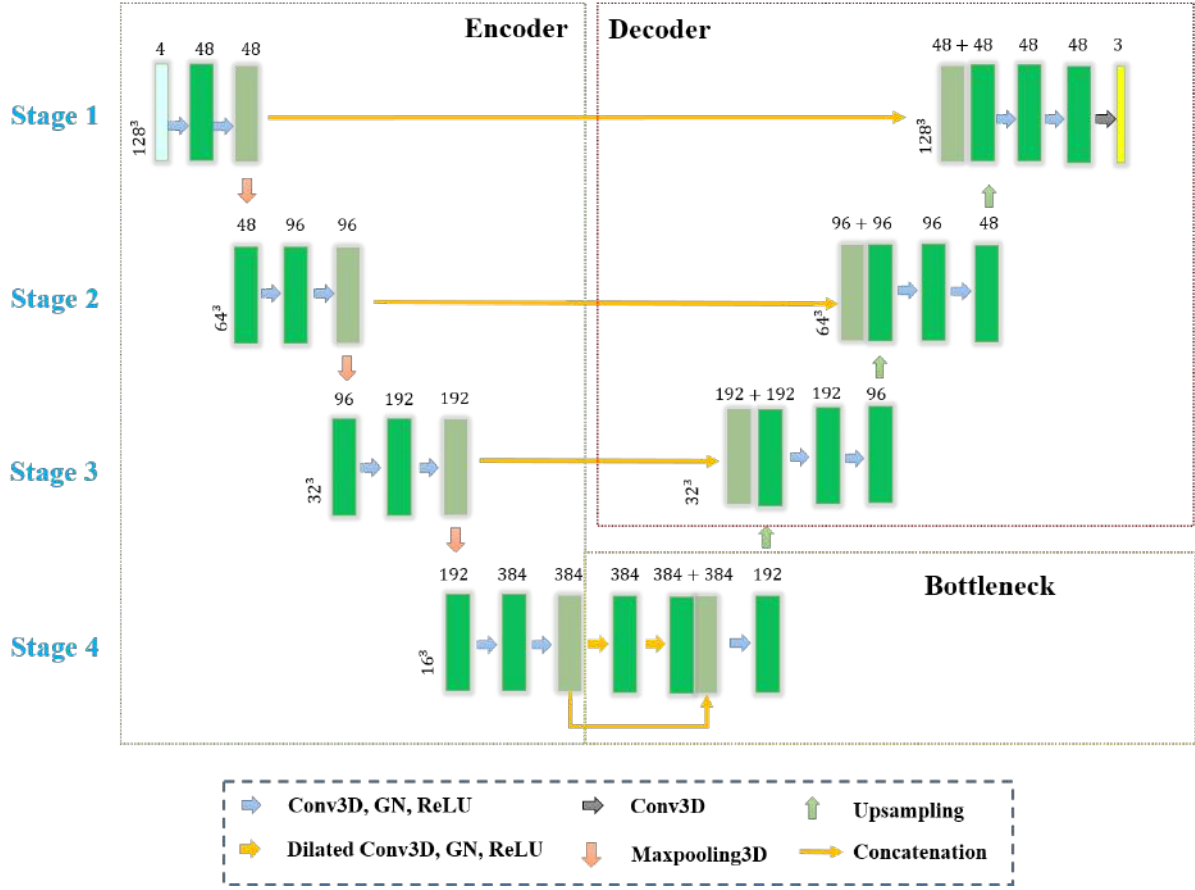 Encoder
Decoder
4 48 48
48 + 48 48 48 3
Stage 1
128³
128³
48 96 96
96 + 96 96 48
Stage 2
64³
64³
96 192 192
192 + 192 192 96
Stage 3
32³
32³
192 384 384 384 384 + 384 192
Bottleneck
Stage 4
16³
Conv3D, GN, ReLU Conv3D Upsampling
Dilated Conv3D, GN, ReLU Maxpooling3D Concatenation